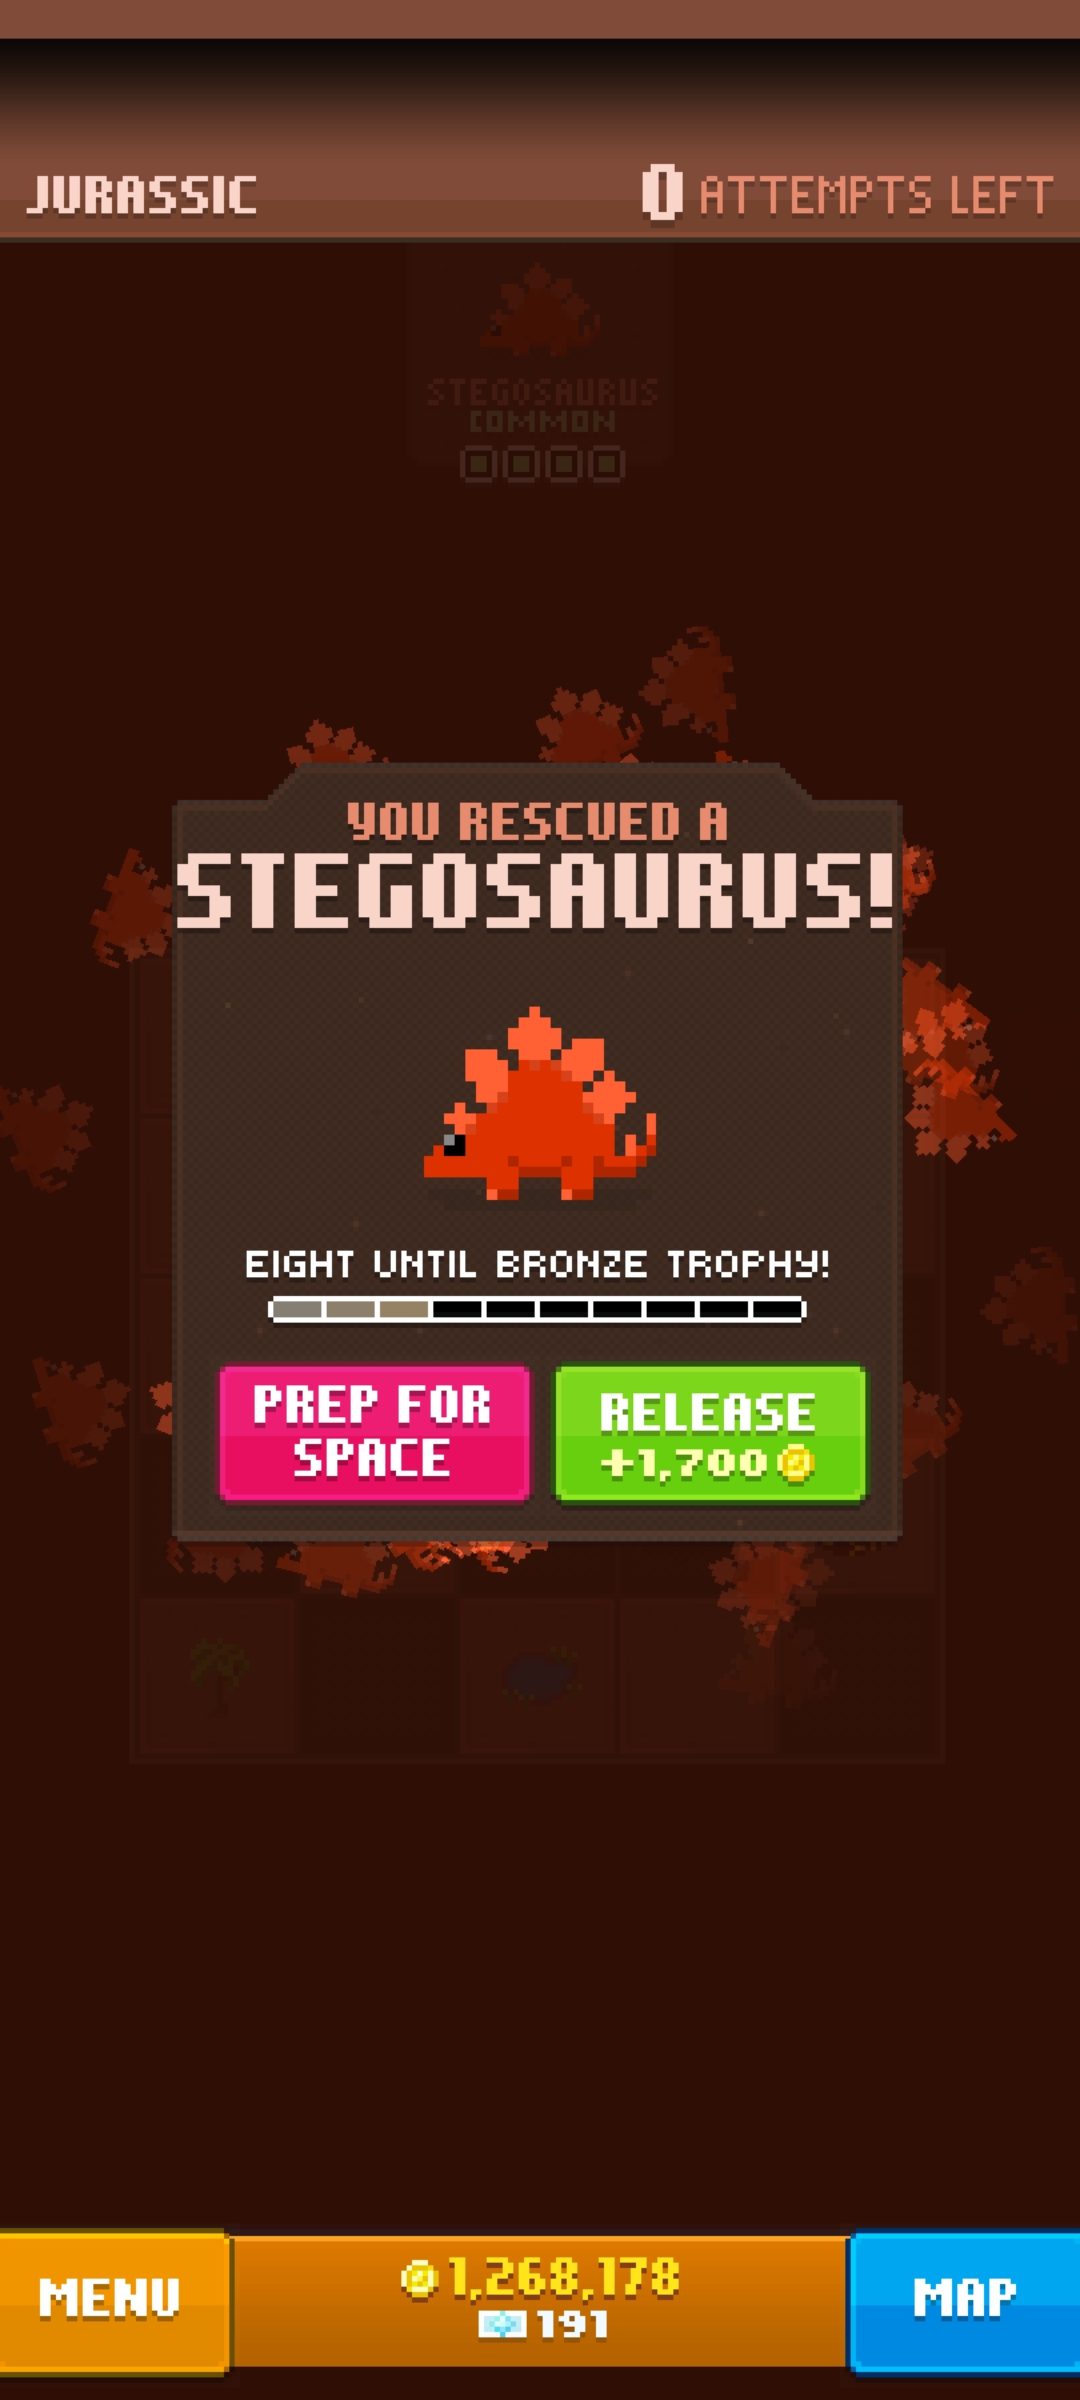 JURASSIC
0 ATTEMPTS LEFT
STEGOSAURUS
COMMON
YOU RESCUED A
STEGOSAURUS!
EIGHT UNTIL BRONZE TROPHY!
PREP FOR
SPACE
RELEASE
+1,700
MENU
1,268,178
191
MAP